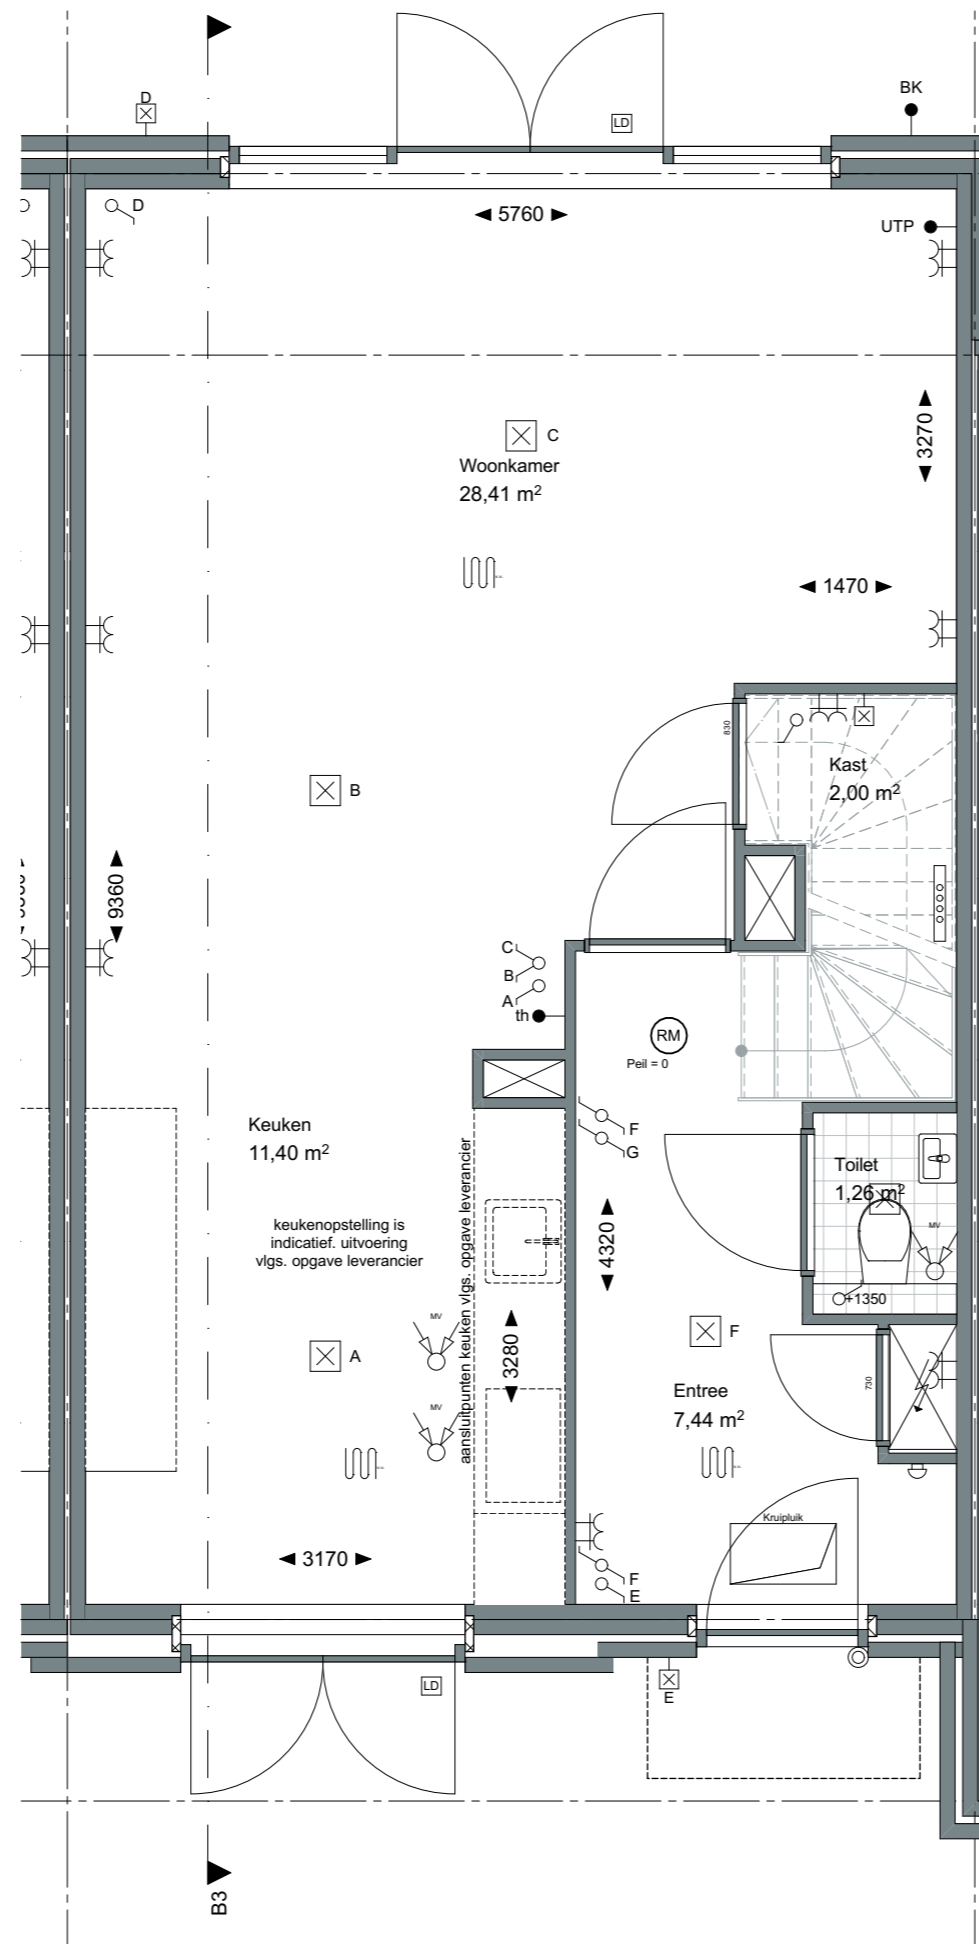 D
LD
BK
D
5760
UTP
3270
C
Woonkamer
28,41 m²
1470
830
Kast
2,00 m²
B
9360
C
B
A
th
RM
Peil = 0
F
G
Keuken
11,40 m²
keukenopstelling is
indicatief. uitvoering
vlgs. opgave leverancier
aansluitpunten keuken vlgs. opgave leverancier
Toilet
1,26 m²
MV
+1350
4320
3280
MV
A
MV
F
Entree
7,44 m²
730
Kruipluik
3170
F
E
LD
E
B3